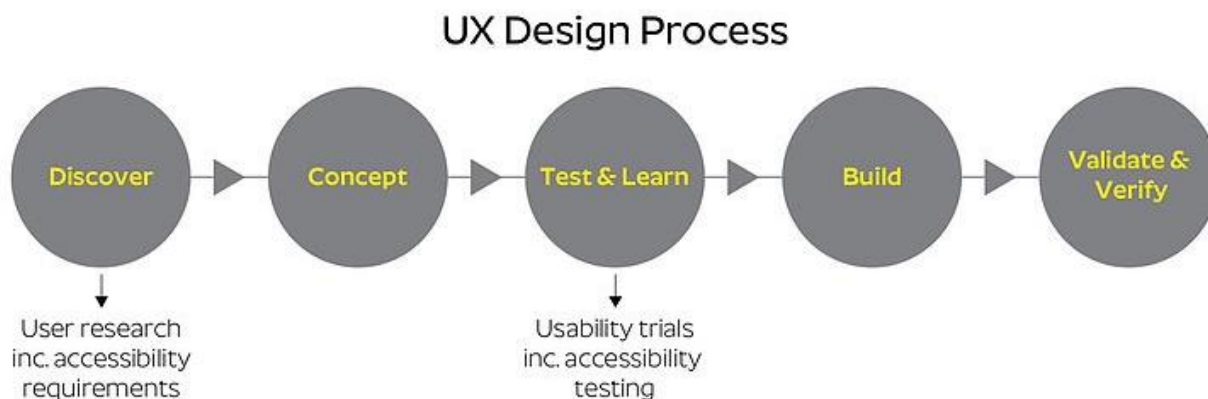 UX Design Process
Discover
Concept
Test & Learn
Build
Validate &
Verify
User research
inc. accessibility
requirements
Usability trials
inc. accessibility
testing